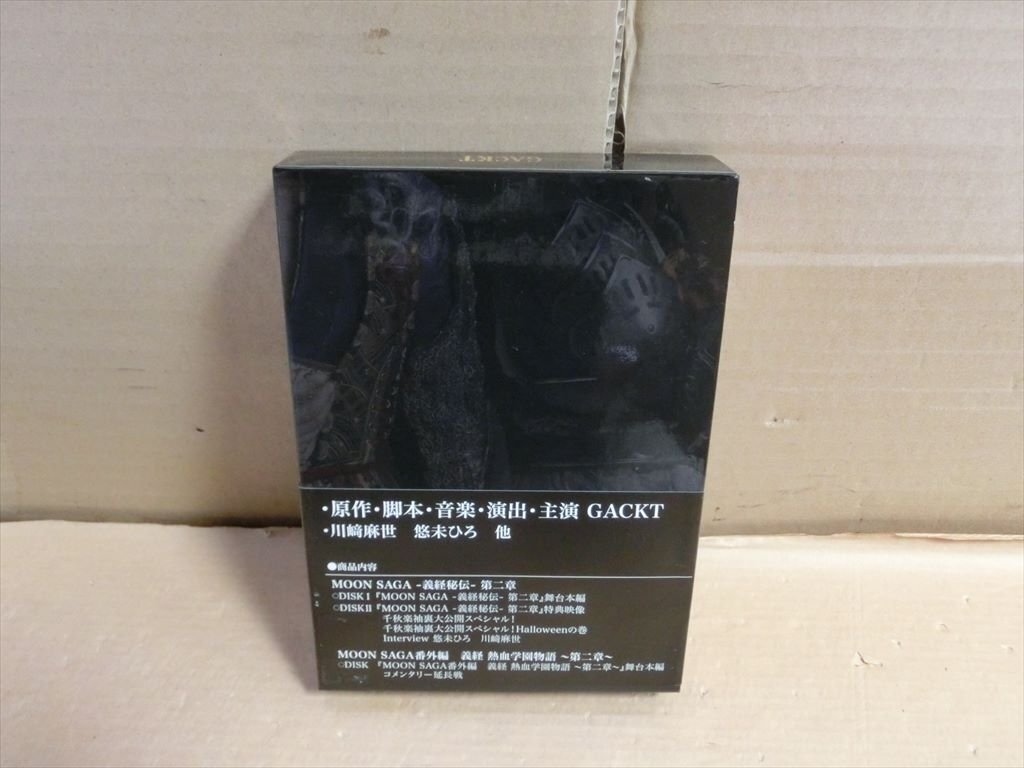 GACKT
・原作・脚本・音楽・演出・主演 GACKT
・川﨑麻世 悠未ひろ 他
●商品内容
MOON SAGA -義経秘伝- 第二章
○DISK I 『MOON SAGA -義経秘伝- 第二章』舞台本編
○DISK II 『MOON SAGA -義経秘伝- 第二章』特典映像
千秋楽袖裏大公開スペシャル!
千秋楽袖裏大公開スペシャル!Halloweenの巻
Interview 悠未ひろ 川﨑麻世
MOON SAGA番外編 義経 熱血学園物語 ~第二章~
○DISK 『MOON SAGA番外編 義経 熱血学園物語 ~第二章~』舞台本編
コメンタリー延長戦